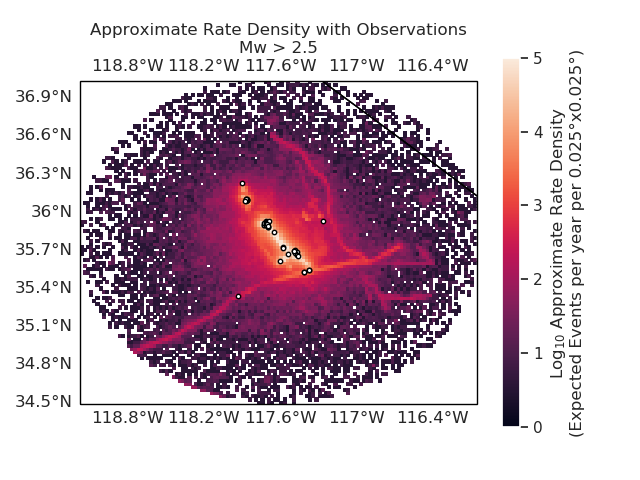 Approximate Rate Density with Observations
Mw > 2.5
118.8°W 118.2°W 117.6°W 117°W 116.4°W
36.9°N
36.6°N
36.3°N
36°N
35.7°N
35.4°N
35.1°N
34.8°N
34.5°N
118.8°W 118.2°W 117.6°W 117°W 116.4°W
5
4
3
2
1
0
Log₁₀ Approximate Rate Density
(Expected Events per year per 0.025°x0.025°)